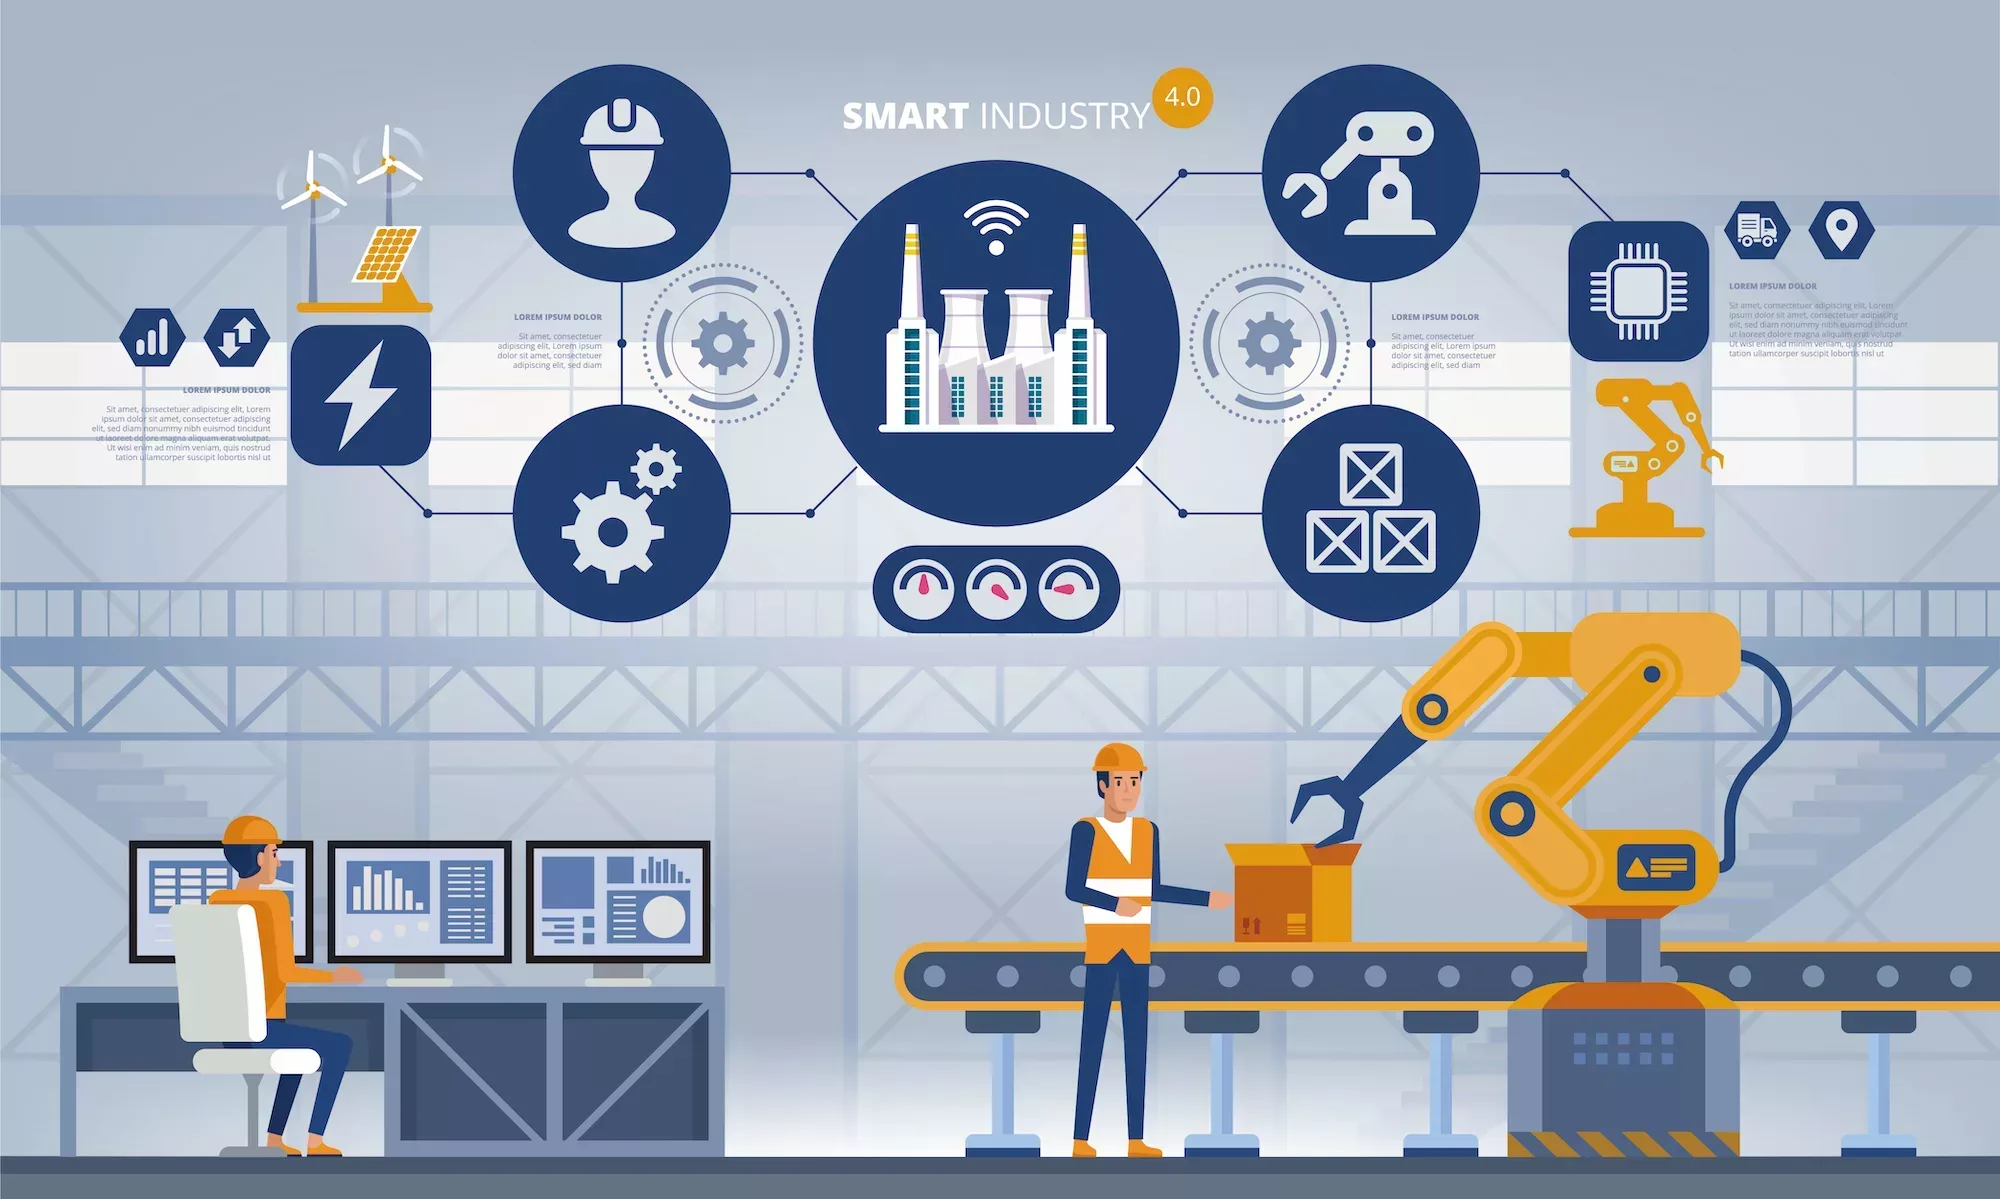 SMART INDUSTRY 4.0
LOREM IPSUM DOLOR
Sit amet, consectetuer adipiscing elit, Lorem
ipsum dolor sit amet, consectetuer adipiscing
elit, sed diam nonummy nibh euismod tincidunt
ut laoreet dolore magna aliquam erat volutpat.
Ut wisi enim ad minim veniam, quis nostrud
tation ullamcorper suscipit lobortis nisl ut
LOREM IPSUM DOLOR
Sit amet, consectetuer
adipiscing elit, Lorem ipsum
dolor sit amet, consectetuer
adipiscing elit, sed diam
LOREM IPSUM DOLOR
Sit amet, consectetuer
adipiscing elit, Lorem ipsum
dolor sit amet, consectetuer
adipiscing elit, sed diam
LOREM IPSUM DOLOR
Sit amet, consectetuer adipiscing elit, Lorem
ipsum dolor sit amet, consectetuer adipiscing
elit, sed diam nonummy nibh euismod tincidunt
ut laoreet dolore magna aliquam erat volutpat.
Ut wisi enim ad minim veniam, quis nostrud
tation ullamcorper suscipit lobortis nisl ut